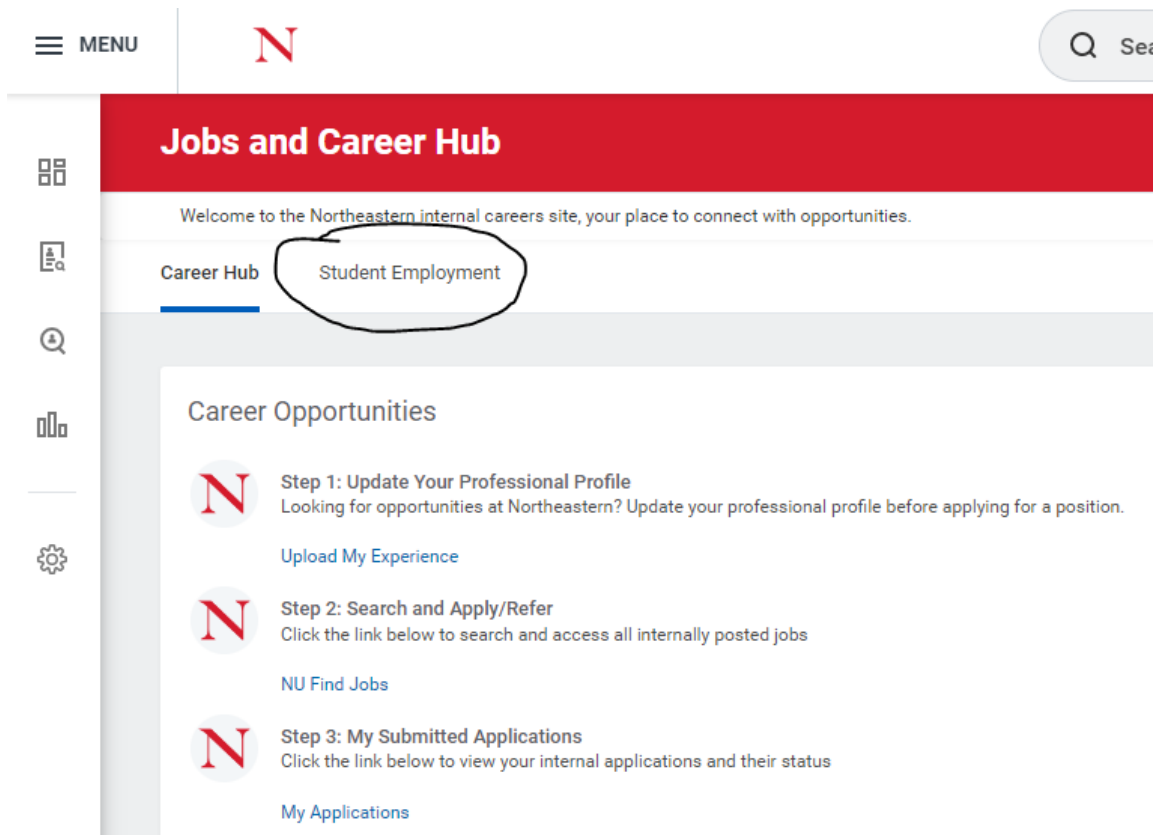 MENU
N
Sea
Jobs and Career Hub
Welcome to the Northeastern internal careers site, your place to connect with opportunities.
Career Hub
Student Employment
Career Opportunities
N
Step 1: Update Your Professional Profile
Looking for opportunities at Northeastern? Update your professional profile before applying for a position.
Upload My Experience
N
Step 2: Search and Apply/Refer
Click the link below to search and access all internally posted jobs
NU Find Jobs
N
Step 3: My Submitted Applications
Click the link below to view your internal applications and their status
My Applications